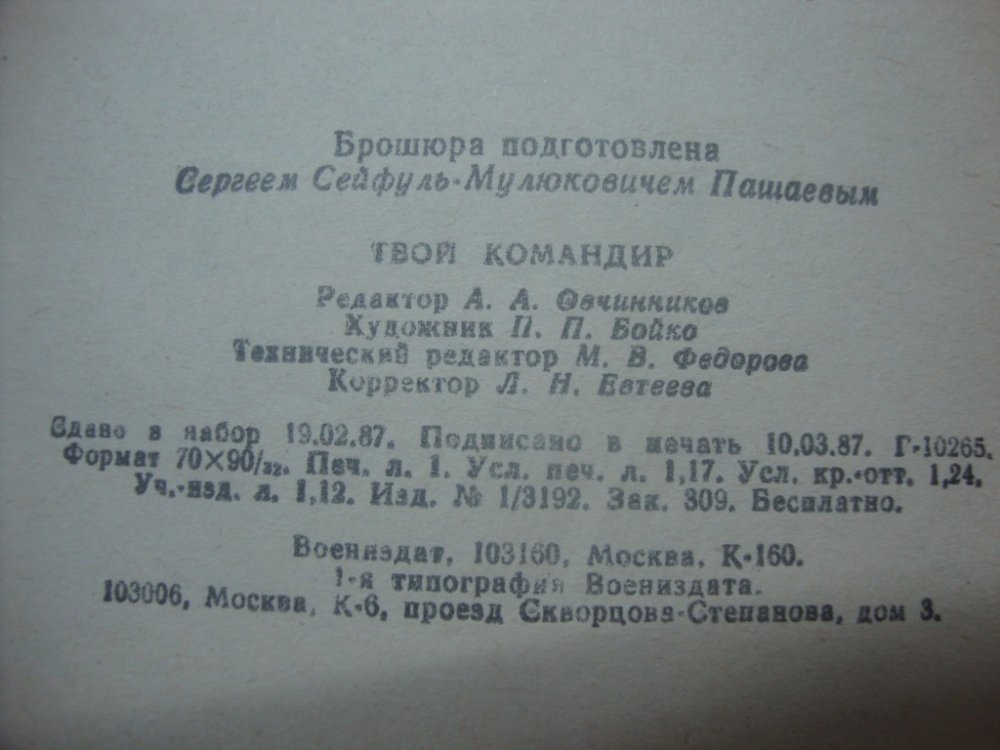 Брошюра подготовлена
Сергеем Сейфуль-Мулюковичем Пашаевым
ТВОЙ КОМАНДИР
Редактор А. А. Овчинников
Художник П. П. Бойко
Технический редактор М. В. Федорова
Корректор Л. Н. Евтеева
Сдано в набор 19.02.87. Подписано в печать 10.03.87. Г-10265.
Формат 70×90/32. Печ. л. 1. Усл. печ. л. 1,17. Усл. кр.-отт. 1,24.
Уч.-изд. л. 1,12. Изд. № 1/3192. Зак. 309. Бесплатно.
Воениздат, 103160, Москва, К-160.
1-я типография Воениздата.
103006, Москва, К-6, проезд Скворцова-Степанова, дом 3.